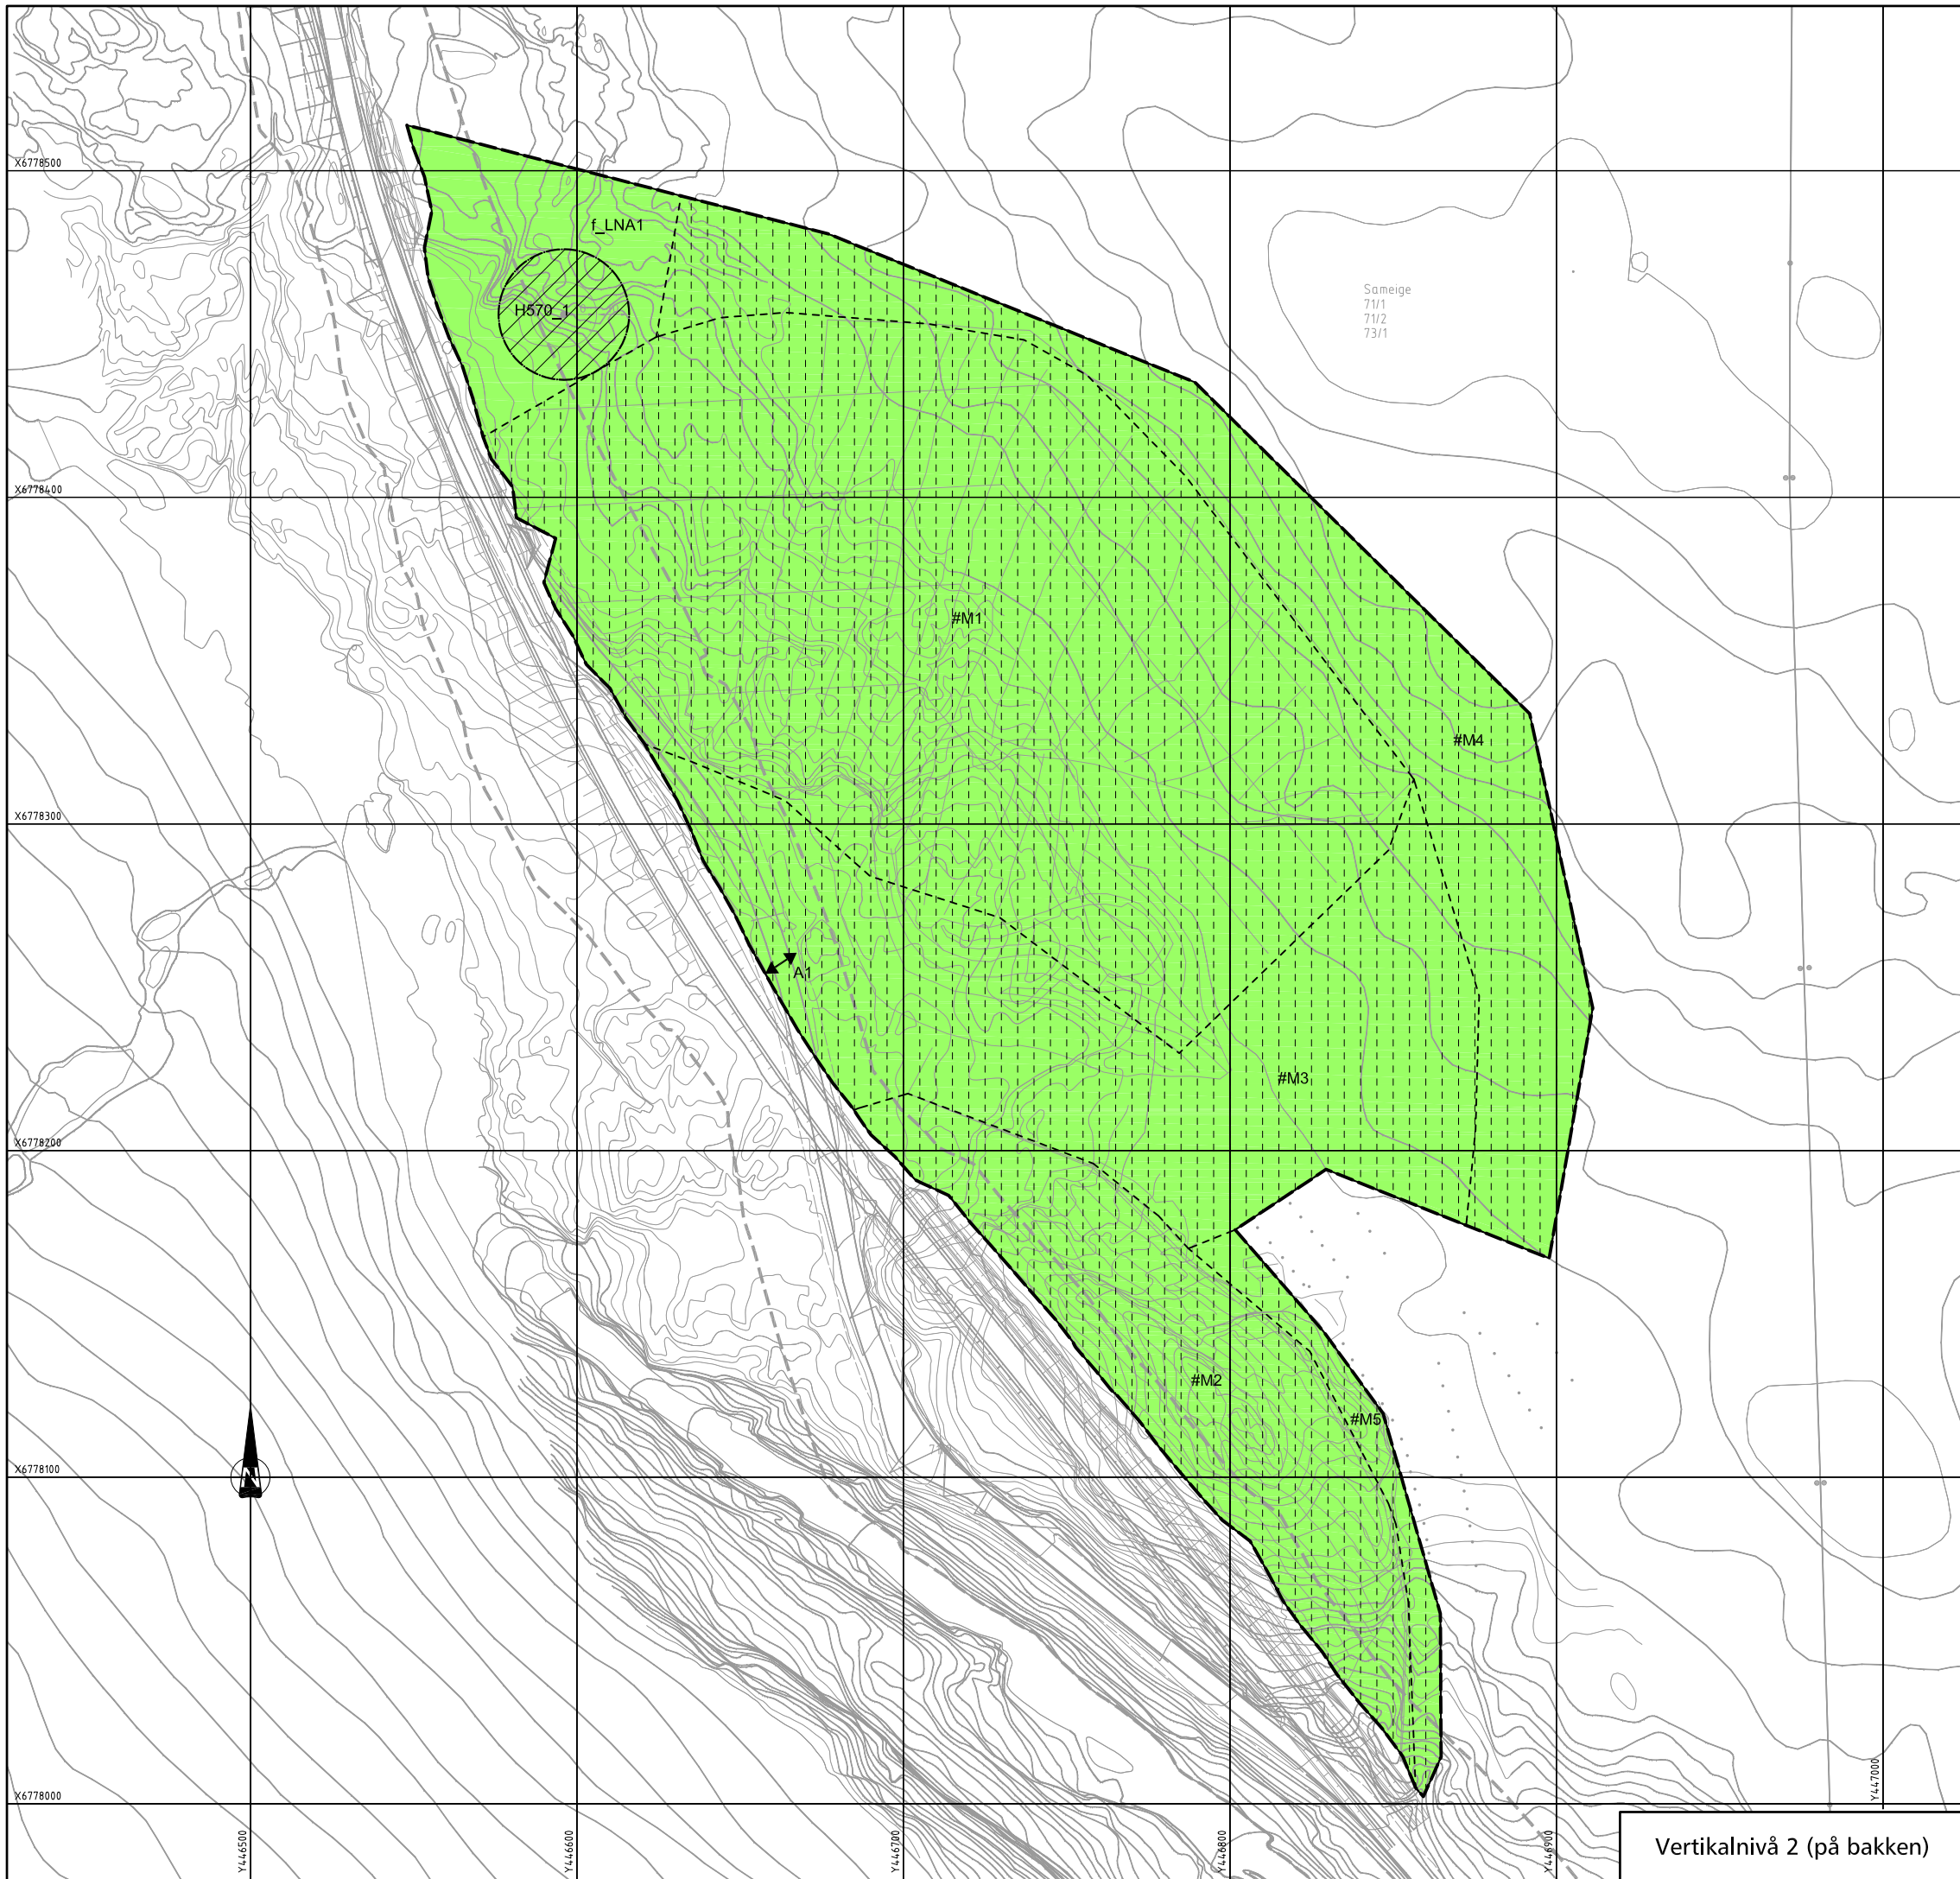 X6778500
f_LNA1
H570_1
Sameige
71/1
71/2
73/1
X6778400
#M1
#M4
X6778300
A1
#M3
X6778200
#M2
#M5
X6778100
N
X6778000
Y446500
Y446600
Y446700
Y446800
Y446900
Y447000
Vertikalnivå 2 (på bakken)